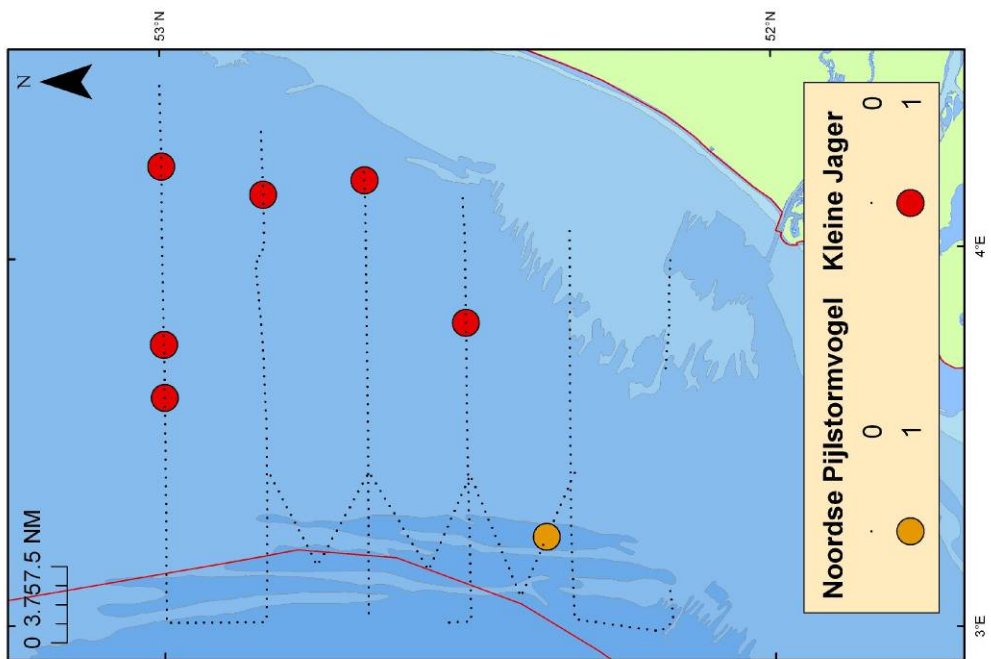 53°N
52°N
N
0 3.757.5 NM
4°E
3°E
Noordse Pijlstormvogel
0
1
Kleine Jager
0
1